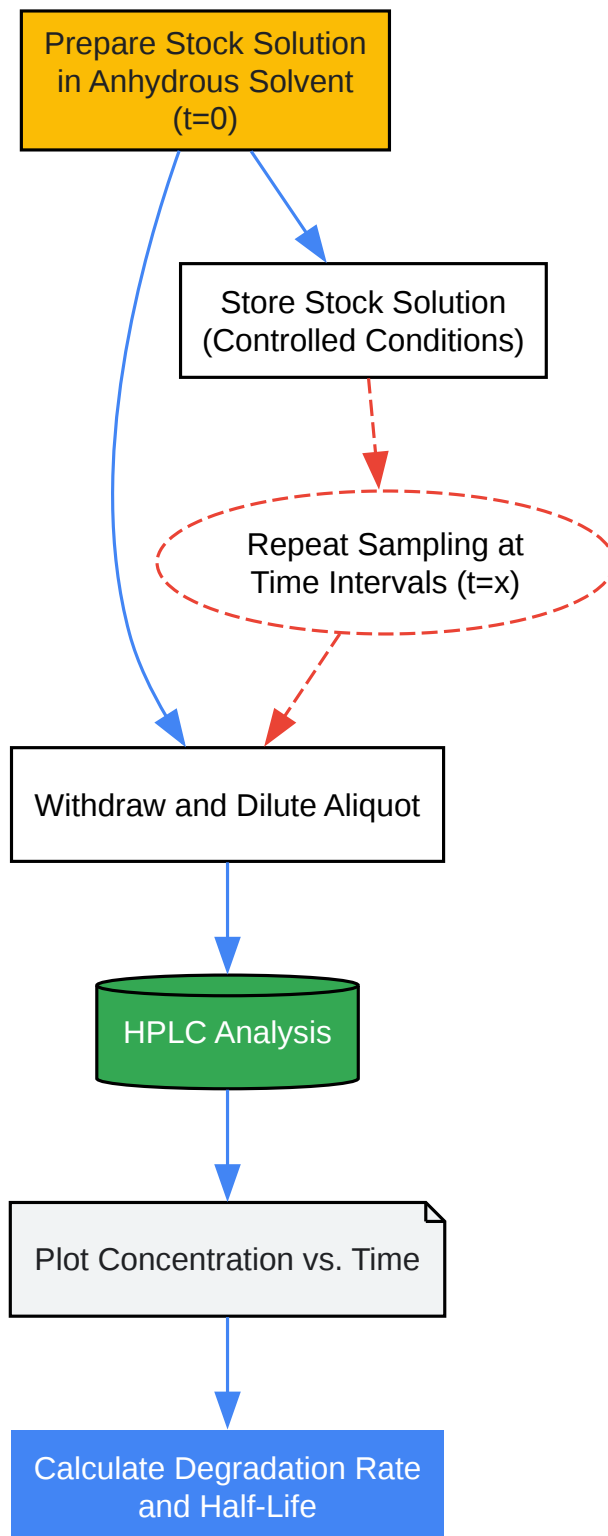 Prepare Stock Solution
in Anhydrous Solvent
(t=0)
Store Stock Solution
(Controlled Conditions)
Repeat Sampling at
Time Intervals (t=x)
Withdraw and Dilute Aliquot
HPLC Analysis
Plot Concentration vs. Time
Calculate Degradation Rate
and Half-Life